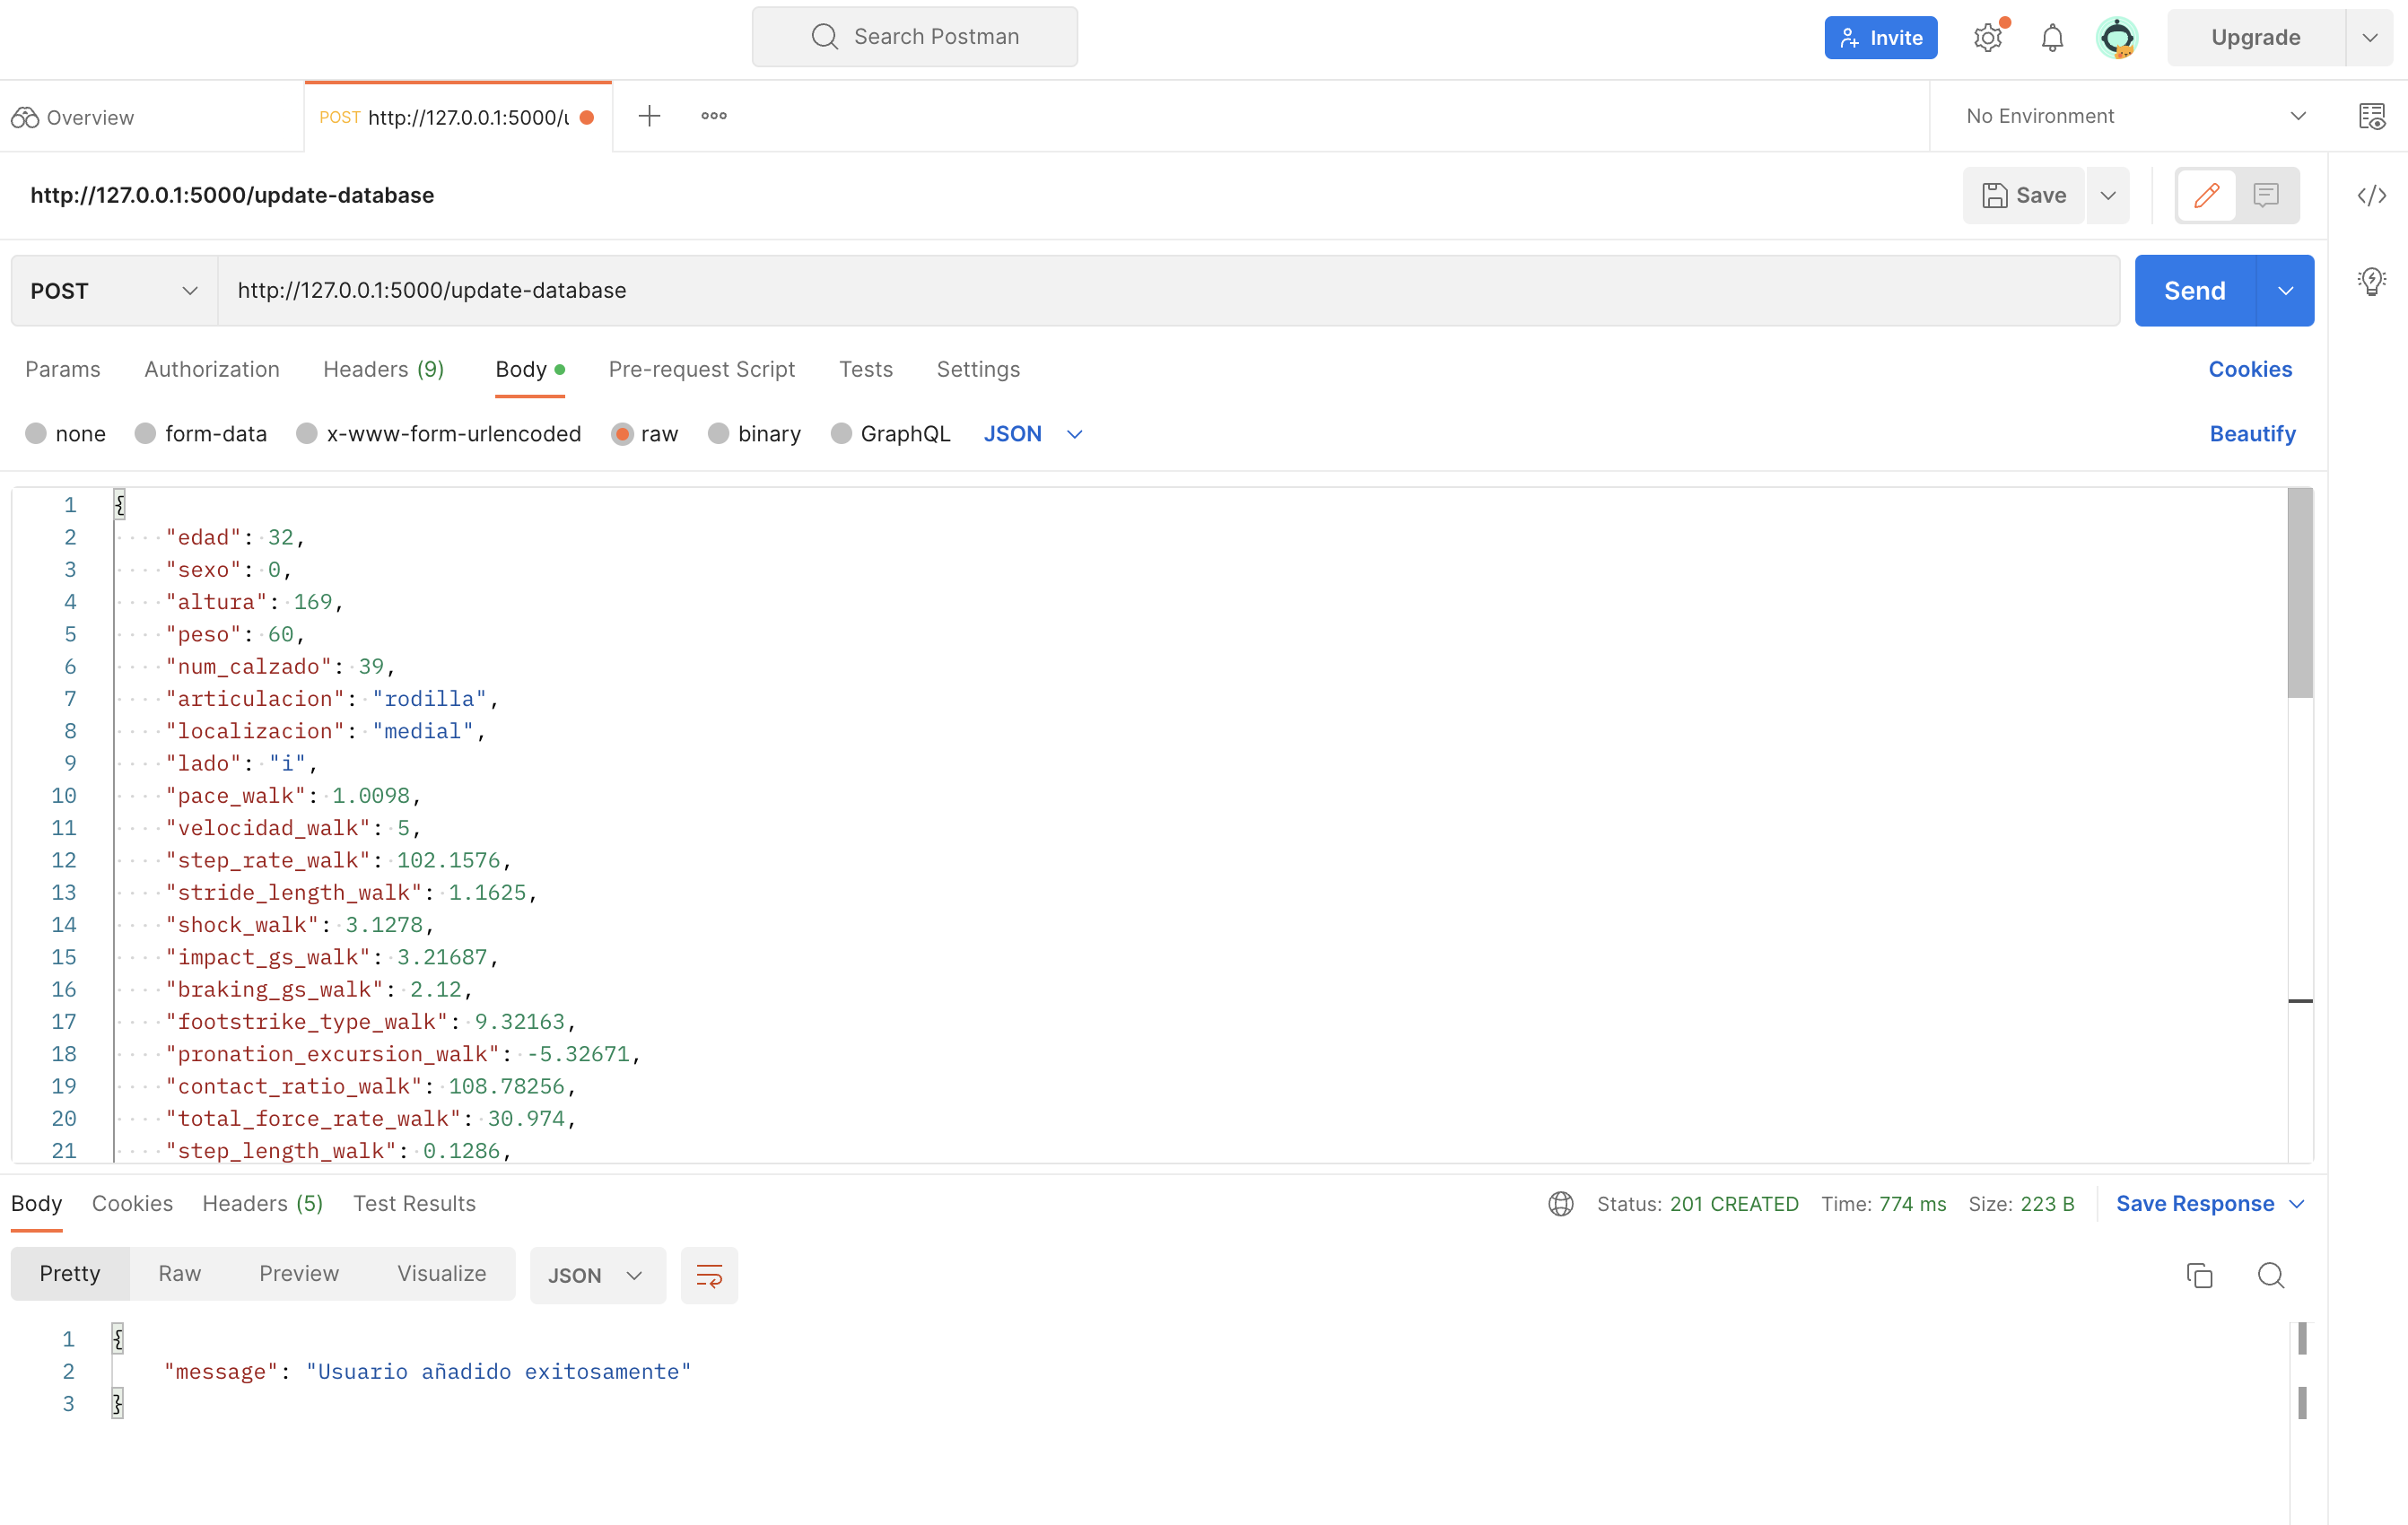 Search Postman
Invite
Upgrade
Overview
POST http://127.0.0.1:5000/u
No Environment
http://127.0.0.1:5000/update-database
Save
POST
http://127.0.0.1:5000/update-database
Send
Params Authorization Headers (9) Body Pre-request Script Tests Settings Cookies
none form-data x-www-form-urlencoded raw binary GraphQL JSON Beautify
1 {
2 "edad": 32,
3 "sexo": 0,
4 "altura": 169,
5 "peso": 60,
6 "num_calzado": 39,
7 "articulacion": "rodilla",
8 "localizacion": "medial",
9 "lado": "i",
10 "pace_walk": 1.0098,
11 "velocidad_walk": 5,
12 "step_rate_walk": 102.1576,
13 "stride_length_walk": 1.1625,
14 "shock_walk": 3.1278,
15 "impact_gs_walk": 3.21687,
16 "braking_gs_walk": 2.12,
17 "footstrike_type_walk": 9.32163,
18 "pronation_excursion_walk": -5.32671,
19 "contact_ratio_walk": 108.78256,
20 "total_force_rate_walk": 30.974,
21 "step_length_walk": 0.1286,
Body Cookies Headers (5) Test Results Status: 201 CREATED Time: 774 ms Size: 223 B Save Response
Pretty Raw Preview Visualize JSON
1 {
2 "message": "Usuario añadido exitosamente"
3 }